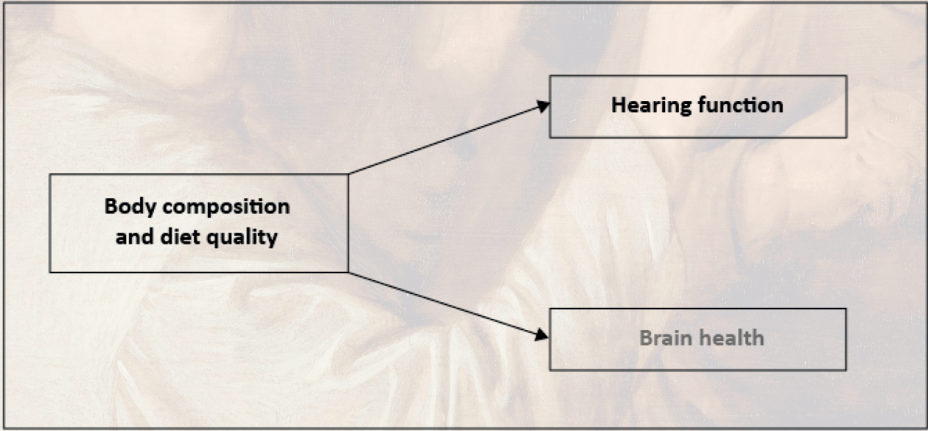 Hearing function
Body composition
and diet quality
Brain health